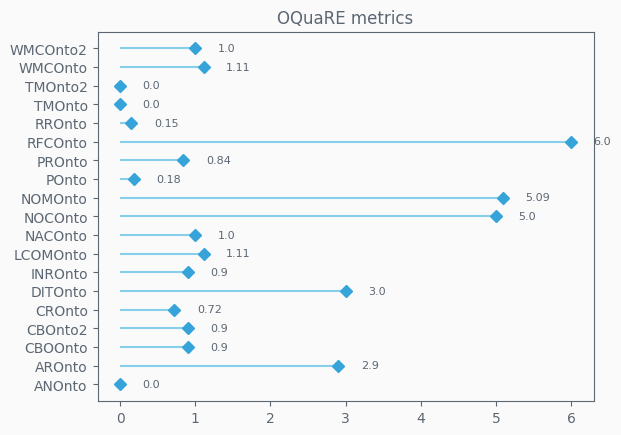 OQuaRE metrics
WMCOnto2 1.0
WMCOnto 1.11
TMOnto2 0.0
TMOnto 0.0
RROnto 0.15
RFCOnto 6.0
PROnto 0.84
POnto 0.18
NOMOnto 5.09
NOCOnto 5.0
NACOnto 1.0
LCOMOnto 1.11
INROnto 0.9
DITOnto 3.0
CROnto 0.72
CBOnto2 0.9
CBOOnto 0.9
AROnto 2.9
ANOnto 0.0
0 1 2 3 4 5 6